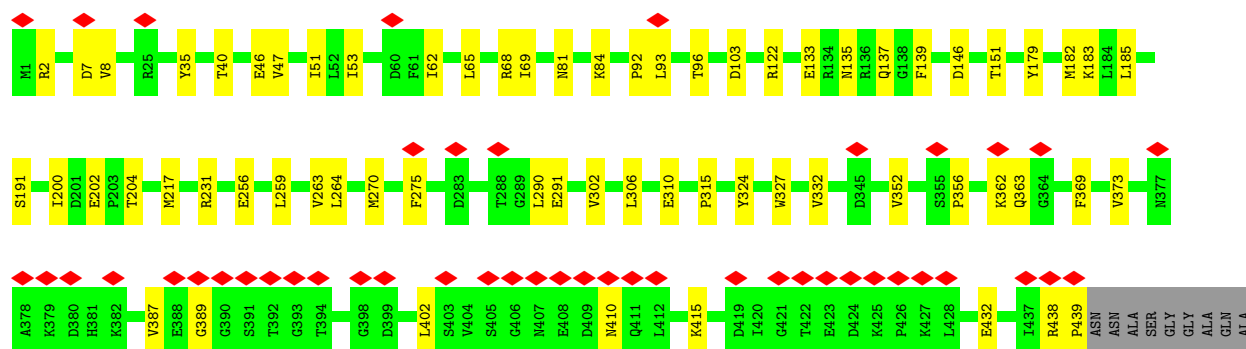 M1 R2 D7 V8 R25 Y35 T40 E46 V47 I51 L52 I53 D60 F61 I62 L65 R68 I69 N81 K84 P92 L93 T96 D103 R122 E133 R134 N135 R136 Q137 G138 F139 D146 T151 Y179 M182 K183 L184 L185
S191 I200 D201 E202 P203 T204 M217 R231 E256 L259 V263 L264 M270 F275 D283 T288 G289 L290 E291 V302 L306 E310 P315 Y324 W327 V332 D345 V352 S355 P356 K362 Q363 G364 F369 V373 N377
A378 K379 D380 H381 K382 V387 E388 G389 G390 S391 T392 G393 T394 G398 D399 L402 S403 V404 S405 G406 N407 E408 D409 N410 Q411 L412 K415 D419 I420 G421 T422 E423 D424 K425 P426 K427 L428 E432 I437 R438 P439 ASN ASN ALA SER GLY GLY ALA GLN ALA